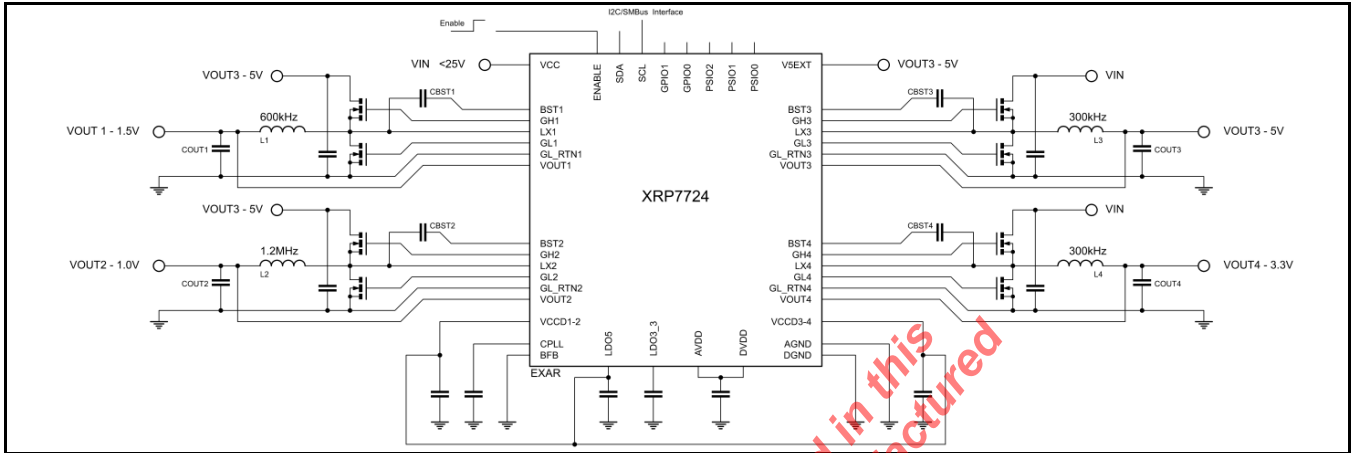 I2C/SMBus Interface
Enable
VIN <25V
VCC
ENABLE
SDA
SCL
GPIO1
GPIO0
PSIO2
PSIO1
PSIO0
V5EXT
VOUT3 - 5V
VOUT3 - 5V
CBST1
BST1
GH1
600kHz
VOUT 1 - 1.5V
LX1
L1
COUT1
GL1
GL_RTN1
VOUT1
VIN
CBST3
BST3
GH3
300kHz
LX3
VOUT3 - 5V
L3
GL3
COUT3
GL_RTN3
VOUT3
XRP7724
VOUT3 - 5V
CBST2
BST2
GH2
1.2MHz
VOUT2 - 1.0V
LX2
L2
COUT2
GL2
GL_RTN2
VOUT2
VIN
CBST4
BST4
GH4
300kHz
LX4
VOUT4 - 3.3V
L4
GL4
COUT4
GL_RTN4
VOUT4
VCCD1-2
CPLL
BFB
LDO5
LDO3_3
AVDD
DVDD
VCCD3-4
AGND
DGND
EXAR
d in this
actured